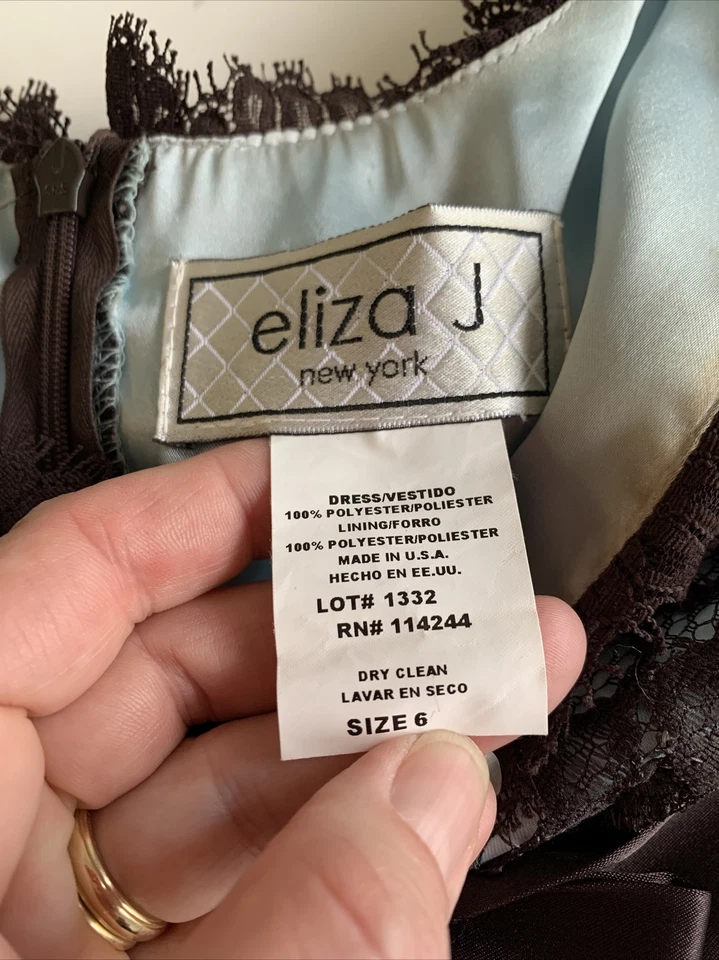 eliza J
new york
DRESS/VESTIDO
100% POLYESTER/POLIESTER
LINING/FORRO
100% POLYESTER/POLIESTER
MADE IN U.S.A.
HECHO EN EE.UU.
LOT# 1332
RN# 114244
DRY CLEAN
LAVAR EN SECO
SIZE 6